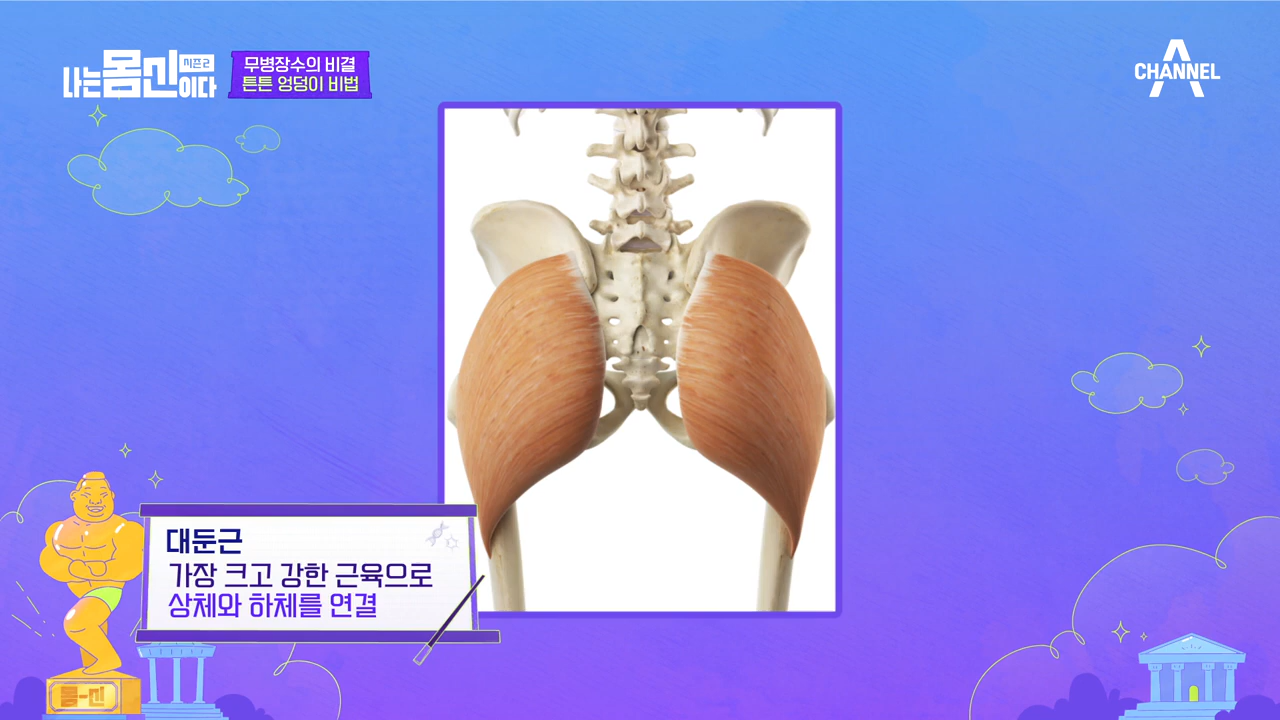 나는몸신이다
시즌2
무병장수의 비결
튼튼 엉덩이 비법
CHANNEL A
대둔근
가장 크고 강한 근육으로
상체와 하체를 연결
몸-신